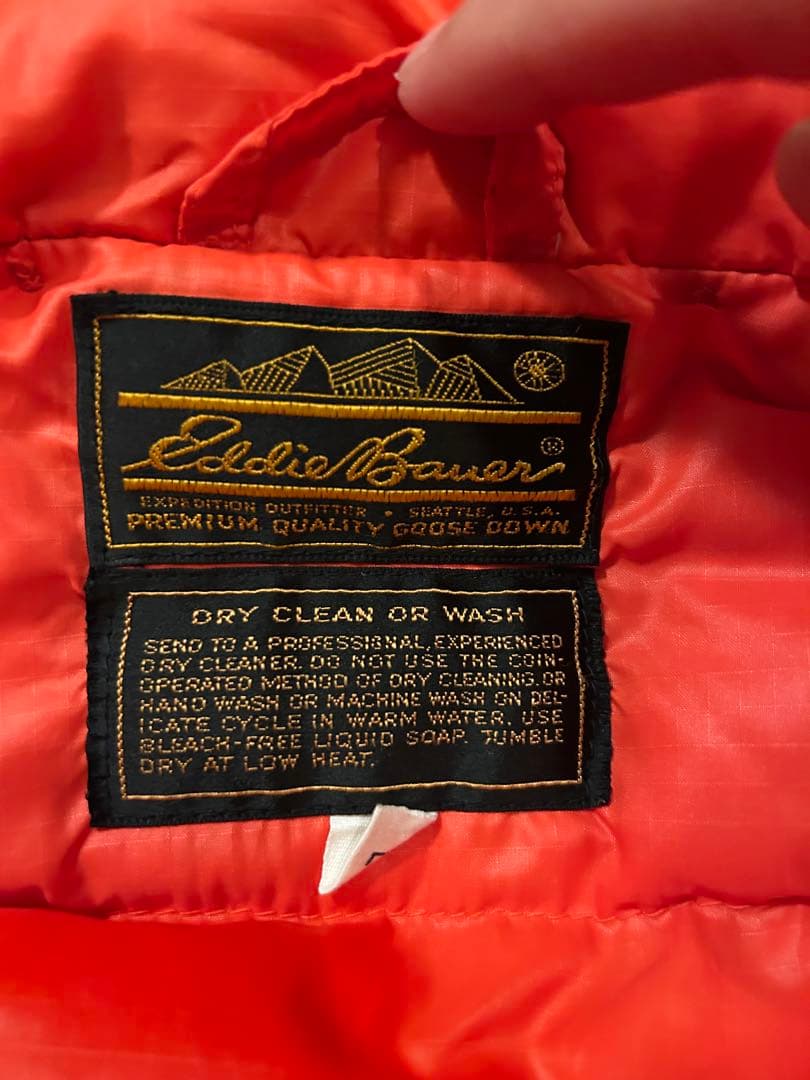 Eddie Bauer ®
EXPEDITION OUTFITTER • SEATTLE, U.S.A.
PREMIUM QUALITY GOOSE DOWN
DRY CLEAN OR WASH
SEND TO A PROFESSIONAL, EXPERIENCED
DRY CLEANER. DO NOT USE THE COIN-
OPERATED METHOD OF DRY CLEANING. OR
HAND WASH OR MACHINE WASH ON DEL-
ICATE CYCLE IN WARM WATER. USE
BLEACH-FREE LIQUID SOAP. TUMBLE
DRY AT LOW HEAT.